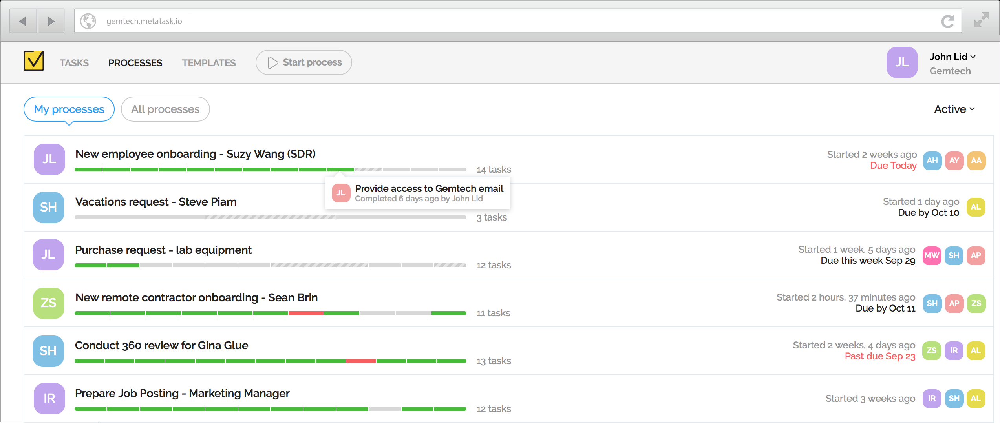 gemtech.metatask.io
TASKS PROCESSES TEMPLATES Start process
JL
John Lid
Gemtech
My processes All processes
Active
JL
New employee onboarding - Suzy Wang (SDR)
14 tasks
Started 2 weeks ago
Due Today
AH AY AA
JL
Provide access to Gemtech email
Completed 6 days ago by John Lid
SH
Vacations request - Steve Piam
3 tasks
Started 1 day ago
Due by Oct 10
AL
JL
Purchase request - lab equipment
12 tasks
Started 1 week, 5 days ago
Due this week Sep 29
MW SH AP
ZS
New remote contractor onboarding - Sean Brin
11 tasks
Started 2 hours, 37 minutes ago
Due by Oct 11
SH AP ZS
SH
Conduct 360 review for Gina Glue
13 tasks
Started 2 weeks, 4 days ago
Past due Sep 23
ZS IR AL
IR
Prepare Job Posting - Marketing Manager
12 tasks
Started 3 weeks ago
IR SH AL